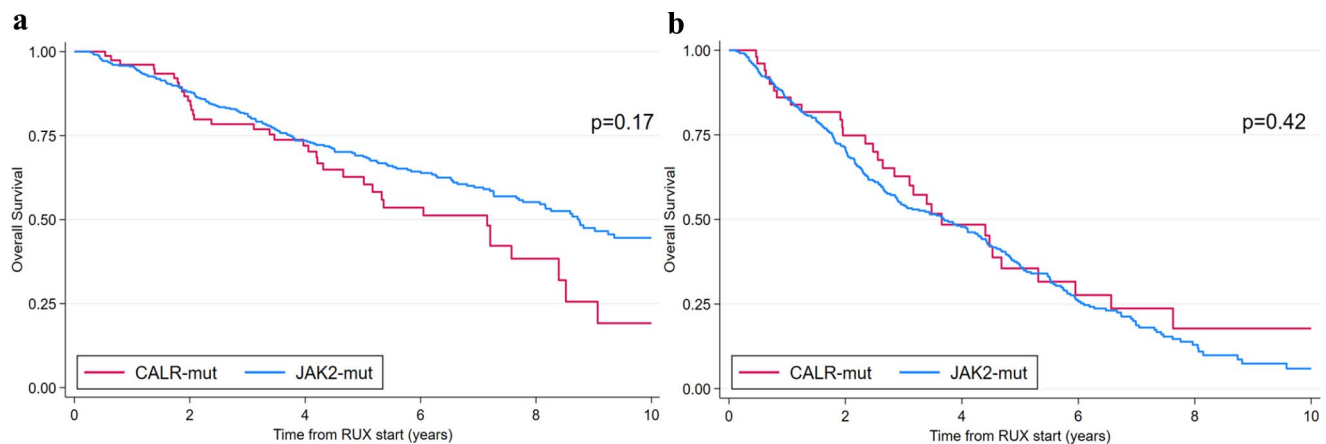 a
1.00
0.75
0.50
0.25
0.00
Overall Survival
p=0.17
CALR-mut JAK2-mut
0 2 4 6 8 10
Time from RUX start (years)
b
1.00
0.75
0.50
0.25
0.00
Overall Survival
p=0.42
CALR-mut JAK2-mut
0 2 4 6 8 10
Time from RUX start (years)